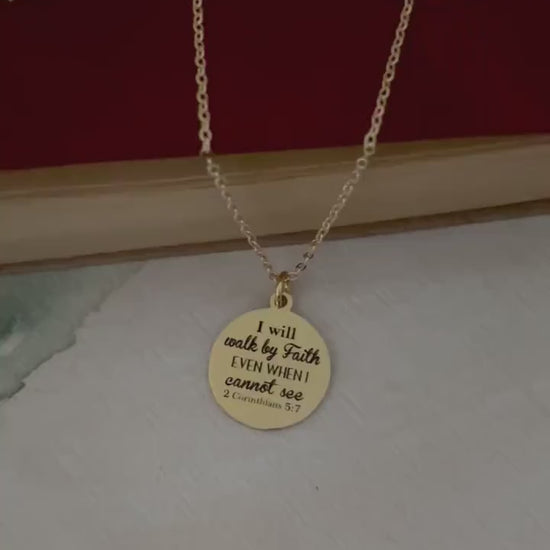 I will
walk by Faith
EVEN WHEN I
cannot see
2 Corinthians 5:7